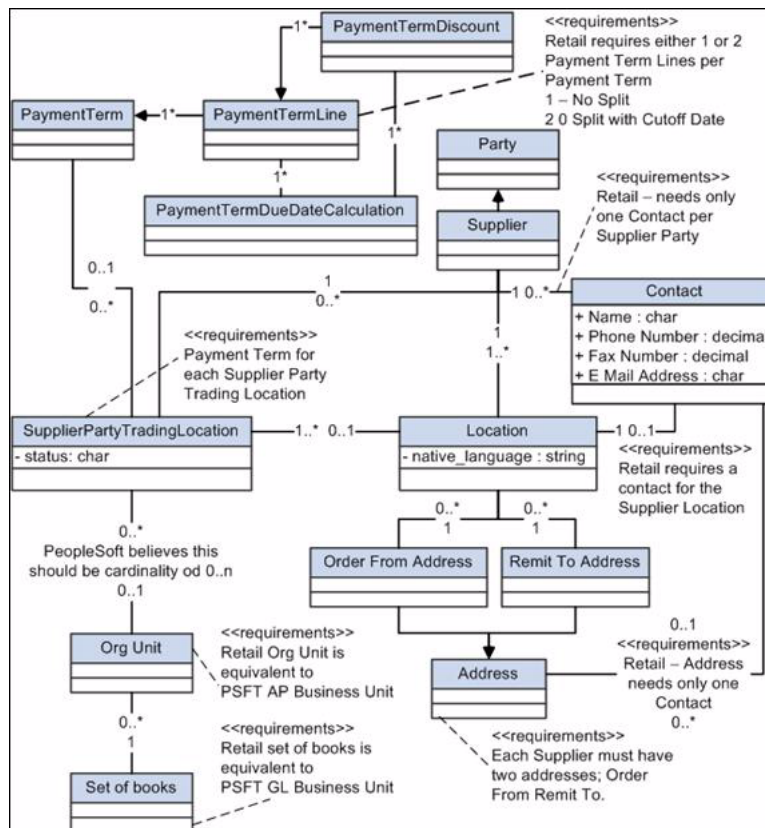 PaymentTermDiscount
<<requirements>>
Retail requires either 1 or 2
Payment Term Lines per
Payment Term
1 – No Split
2 0 Split with Cutoff Date
1*
PaymentTerm
1*
PaymentTermLine
1*
1*
PaymentTermDueDateCalculation
Party
Supplier
<<requirements>>
Retail – needs only
one Contact per
Supplier Party
0..1
0..*
1
0..*
1 0..*
Contact
+ Name : char
+ Phone Number : decimal
+ Fax Number : decimal
+ E Mail Address : char
<<requirements>>
Payment Term for
each Supplier Party
Trading Location
1
1..*
SupplierPartyTradingLocation
- status: char
1..* 0..1
Location
- native_language : string
1 0..1
<<requirements>>
Retail requires a
contact for the
Supplier Location
0..*
PeopleSoft believes this
should be cardinality od 0..n
0..1
0..*
1
0..*
1
Order From Address
Remit To Address
Org Unit
<<requirements>>
Retail Org Unit is
equivalent to
PSFT AP Business Unit
Address
0..1
<<requirements>>
Retail – Address
needs only one
Contact
0..*
0..*
1
<<requirements>>
Retail set of books is
equivalent to
PSFT GL Business Unit
<<requirements>>
Each Supplier must have
two addresses; Order
From Remit To.
Set of books